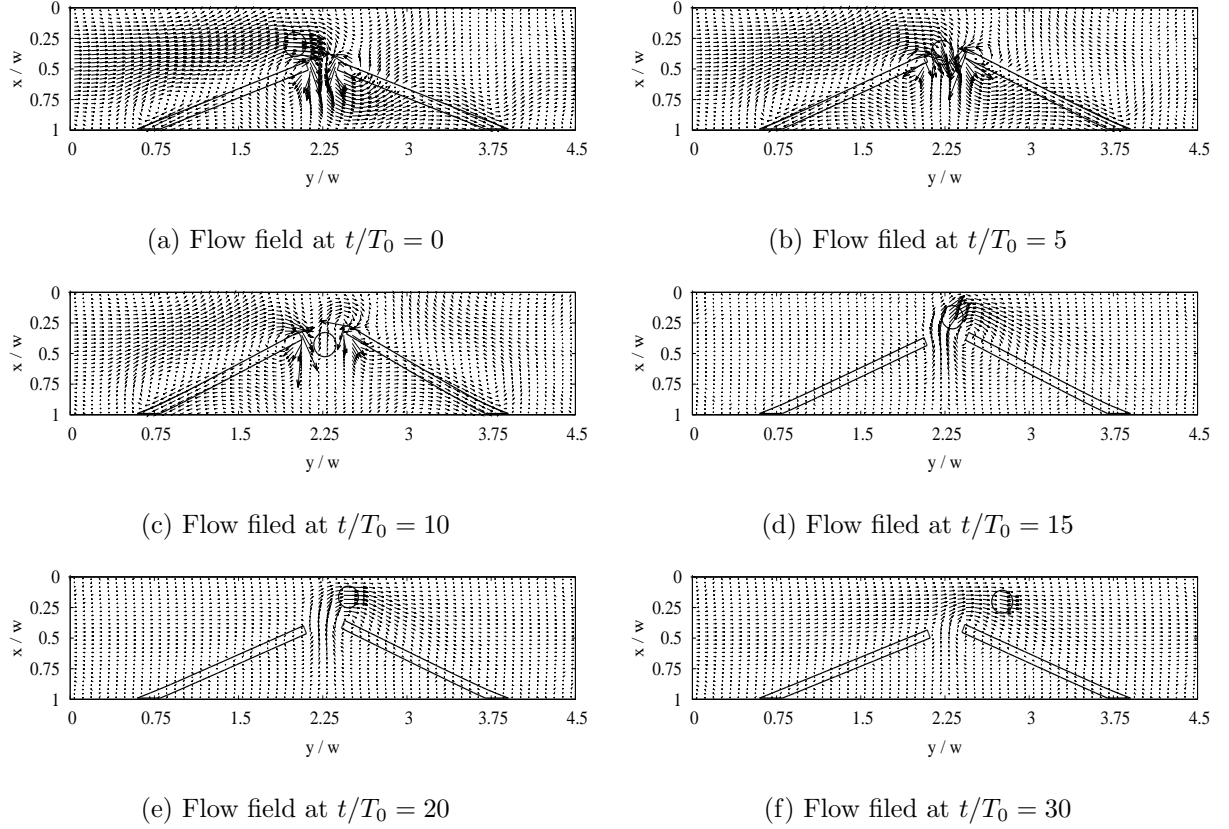 0
0.25
0.5
0.75
1
x / w
0 0.75 1.5 2.25 3 3.75 4.5
y / w
(a) Flow field at t/T₀ = 0
0
0.25
0.5
0.75
1
x / w
0 0.75 1.5 2.25 3 3.75 4.5
y / w
(b) Flow filed at t/T₀ = 5
0
0.25
0.5
0.75
1
x / w
0 0.75 1.5 2.25 3 3.75 4.5
y / w
(c) Flow filed at t/T₀ = 10
0
0.25
0.5
0.75
1
x / w
0 0.75 1.5 2.25 3 3.75 4.5
y / w
(d) Flow filed at t/T₀ = 15
0
0.25
0.5
0.75
1
x / w
0 0.75 1.5 2.25 3 3.75 4.5
y / w
(e) Flow field at t/T₀ = 20
0
0.25
0.5
0.75
1
x / w
0 0.75 1.5 2.25 3 3.75 4.5
y / w
(f) Flow filed at t/T₀ = 30